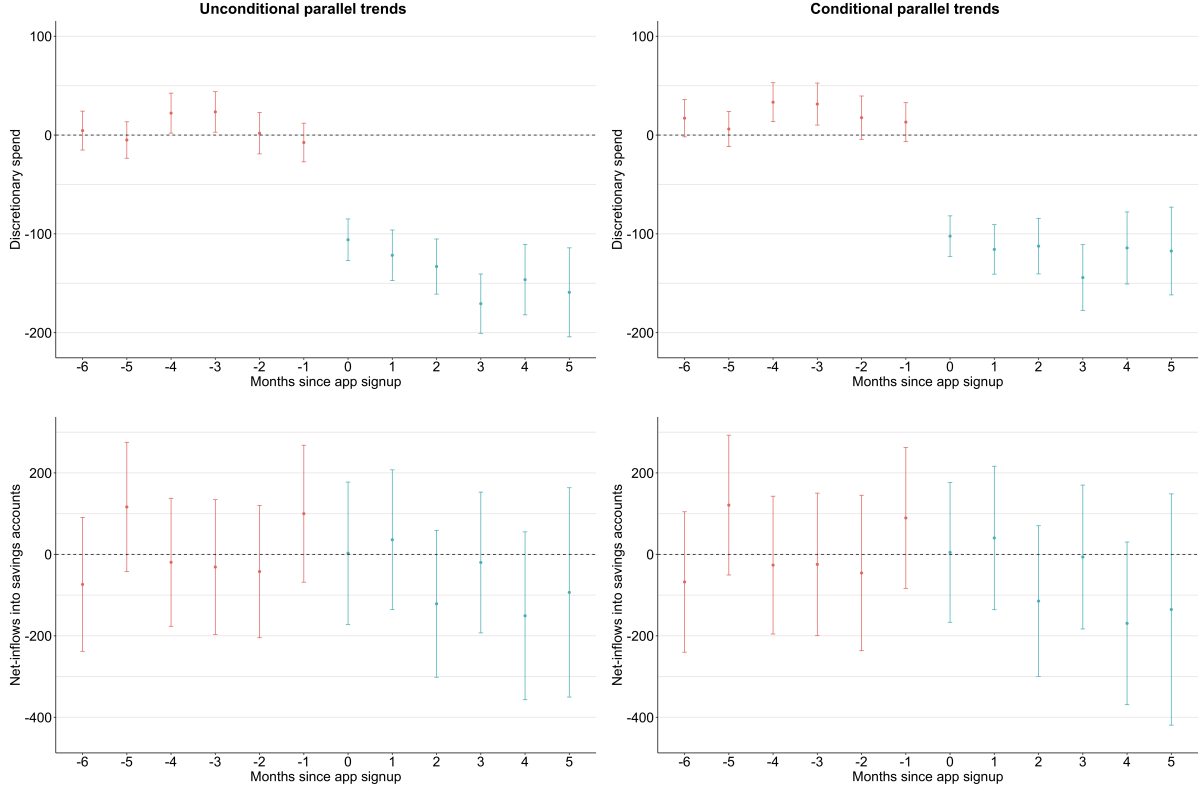 Unconditional parallel trends
Discretionary spend
100
0
-100
-200
-6 -5 -4 -3 -2 -1 0 1 2 3 4 5
Months since app signup
Conditional parallel trends
Discretionary spend
100
0
-100
-200
-6 -5 -4 -3 -2 -1 0 1 2 3 4 5
Months since app signup
Net-inflows into savings accounts
200
0
-200
-400
-6 -5 -4 -3 -2 -1 0 1 2 3 4 5
Months since app signup
Net-inflows into savings accounts
200
0
-200
-400
-6 -5 -4 -3 -2 -1 0 1 2 3 4 5
Months since app signup